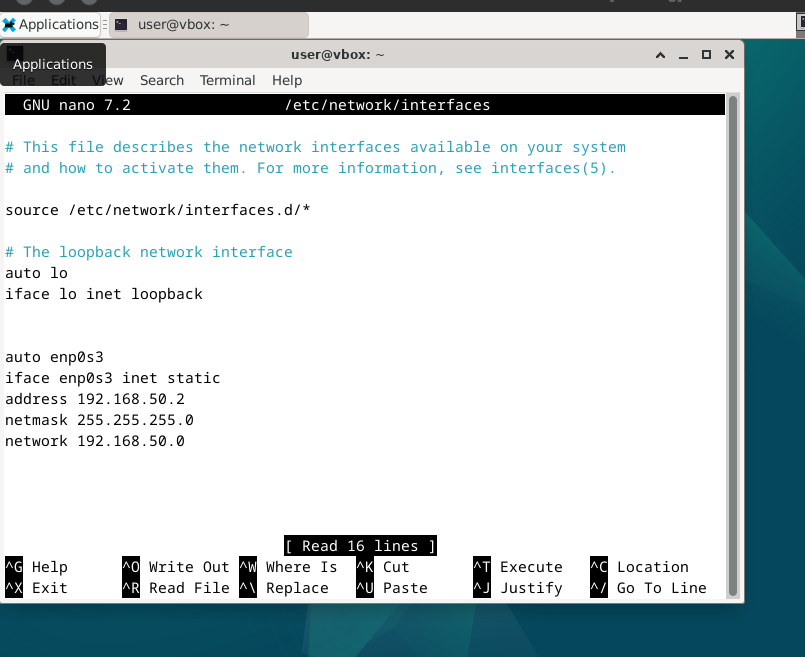 Applications
user@vbox: ~
user@vbox: ~
Applications
File Edit View Search Terminal Help
GNU nano 7.2 /etc/network/interfaces
# This file describes the network interfaces available on your system
# and how to activate them. For more information, see interfaces(5).
source /etc/network/interfaces.d/*
# The loopback network interface
auto lo
iface lo inet loopback
auto enp0s3
iface enp0s3 inet static
address 192.168.50.2
netmask 255.255.255.0
network 192.168.50.0
[ Read 16 lines ]
^G Help ^O Write Out ^W Where Is ^K Cut ^T Execute ^C Location
^X Exit ^R Read File ^\ Replace ^U Paste ^J Justify ^/ Go To Line